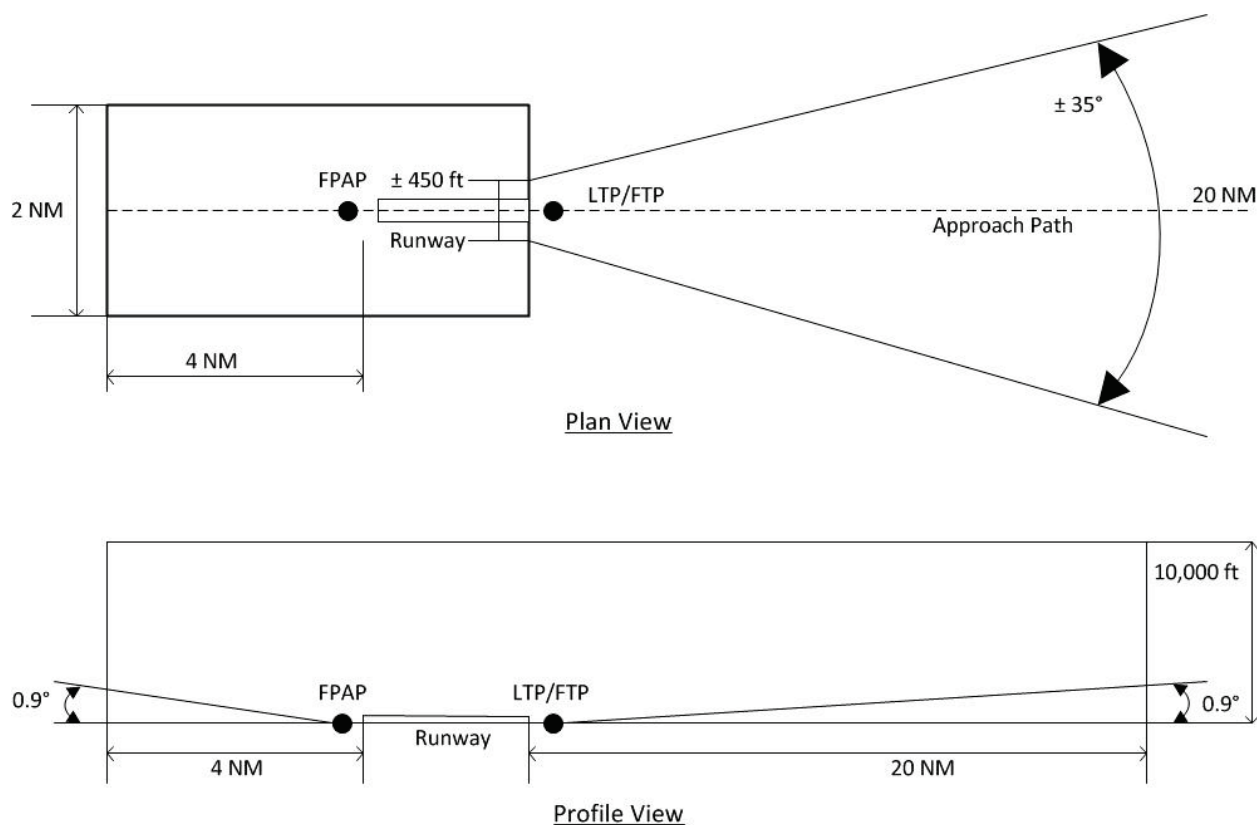 ± 35°
FPAP
± 450 ft
LTP/FTP
20 NM
2 NM
Runway
Approach Path
4 NM
Plan View
10,000 ft
0.9°
FPAP
LTP/FTP
0.9°
Runway
4 NM
20 NM
Profile View